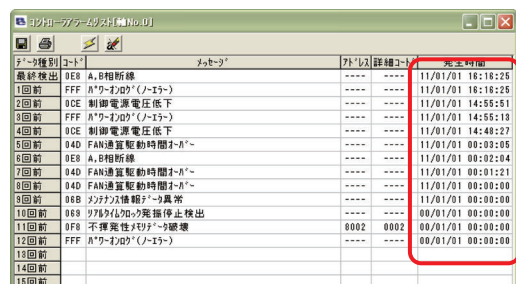 コントローラアラームリスト[軸No.0]
データ種別 コード メッセージ アドレス 詳細コード 発生時間
最終検出 0E8 A,B相断線 ---- ---- 11/01/01 16:16:25
1回前 FFF パワーオンログ(ノーエラー) ---- ---- 11/01/01 16:16:25
2回前 0CE 制御電源電圧低下 ---- ---- 11/01/01 14:55:51
3回前 FFF パワーオンログ(ノーエラー) ---- ---- 11/01/01 14:55:13
4回前 0CE 制御電源電圧低下 ---- ---- 11/01/01 14:48:27
5回前 04D FAN通算駆動時間オーバー ---- ---- 11/01/01 00:03:05
6回前 0E8 A,B相断線 ---- ---- 11/01/01 00:02:04
7回前 04D FAN通算駆動時間オーバー ---- ---- 11/01/01 00:01:21
8回前 04D FAN通算駆動時間オーバー ---- ---- 11/01/01 00:00:00
9回前 06B メンテナンス情報データ異常 ---- ---- 11/01/01 00:00:00
10回前 069 リアルタイムクロック発振停止検出 ---- ---- 00/01/01 00:00:00
11回前 0F8 不揮発性メモリデータ破壊 8002 0002 00/01/01 00:00:00
12回前 FFF パワーオンログ(ノーエラー) ---- ---- 00/01/01 00:00:00
13回前
14回前
15回前